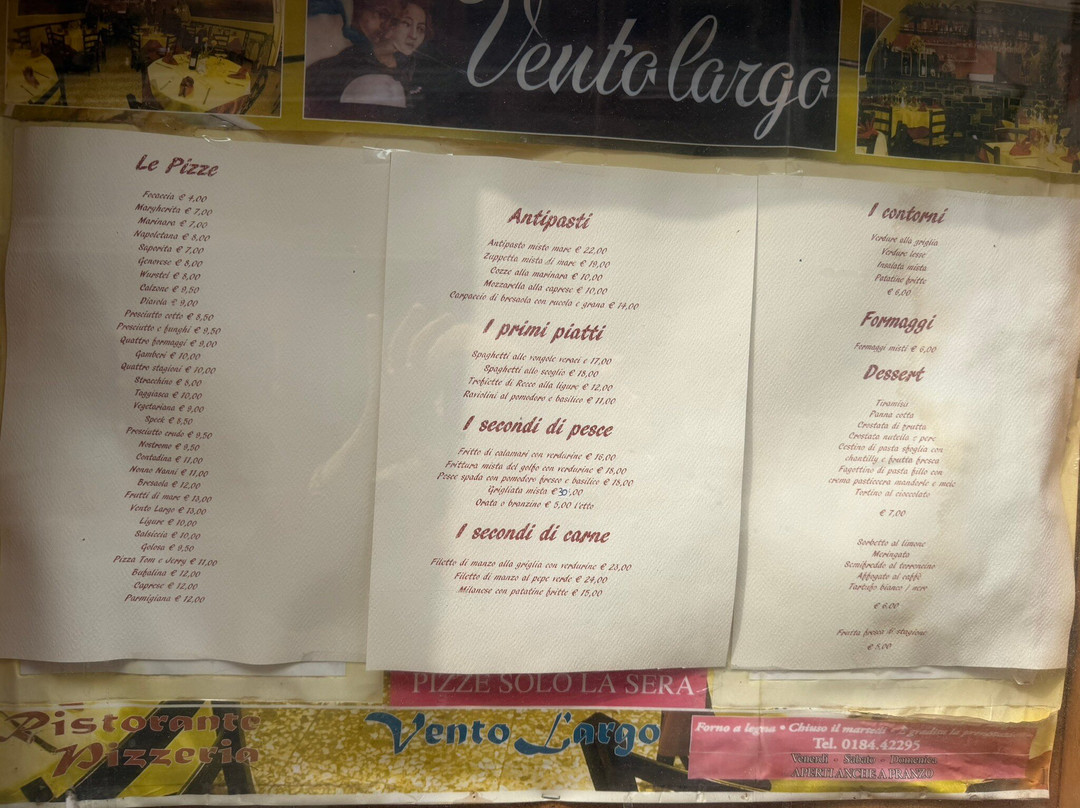 Vento largo
Le Pizze
Focaccia € 4,00
Margherita € 7,00
Marinara € 7,00
Napoletana € 8,00
Saporita € 7,00
Genovese € 8,00
Wurstel € 8,00
Calzone € 9,50
Diavola € 9,00
Prosciutto cotto € 8,50
Prosciutto e funghi € 9,50
Quattro formaggi € 9,00
Gamberi € 10,00
Quattro stagioni € 10,00
Stracchino € 8,00
Taggiasca € 10,00
Vegetariana € 9,00
Speck € 8,50
Prosciutto crudo € 9,50
Nostromo € 9,50
Contadina € 11,00
Nonno Nanni € 11,00
Bresaola € 12,00
Frutti di mare € 13,00
Vento Largo € 13,00
Ligure € 10,00
Salsiccia € 10,00
Golosa € 9,50
Pizza Tom e Jerry € 11,00
Bufalina € 12,00
Caprese € 12,00
Parmigiana € 12,00
Antipasti
Antipasto misto mare € 22,00
Zuppetta mista di mare € 19,00
Cozze alla marinara € 10,00
Mozzarella alla caprese € 10,00
Carpaccio di bresaola con rucola e grana € 14,00
I primi piatti
Spaghetti alle vongole veraci e 17,00
Spaghetti allo scoglio € 18,00
Trofiette di Recco alla ligure € 12,00
Raviolini al pomodoro e basilico € 11,00
I secondi di pesce
Fritto di calamari con verdurine € 16,00
Frittura mista del golfo con verdurine € 18,00
Pesce spada con pomodoro fresco e basilico € 18,00
Grigliata mista € 30,00
Orata o branzino € 5,00 l'etto
I secondi di carne
Filetto di manzo alla griglia con verdurine € 23,00
Filetto di manzo al pepe verde € 24,00
Milanese con patatine fritte € 15,00
I contorni
Verdure alla griglia
Verdure lesse
Insalata mista
Patatine fritte
€ 6,00
Formaggi
Formaggi misti € 6,00
Dessert
Tiramisù
Panna cotta
Crostata di frutta
Crostata nutella e pere
Cestino di pasta sfoglia con
chantilly e frutta fresca
Fagottino di pasta fillo con
crema pasticcera mandorle e mele
Tortino al cioccolato
€ 7,00
Sorbetto al limone
Meringata
Semifreddo al torroncino
Affogato al caffè
Tartufo bianco / nero
€ 6,00
Frutta fresca di stagione
€ 5,00
PIZZE SOLO LA SERA
Ristorante
Pizzeria
Vento Largo
Forno a legna • Chiuso il martedì • È gradita la prenotazione
Tel. 0184.42295
Venerdì - Sabato - Domenica
APERTI ANCHE A PRANZO